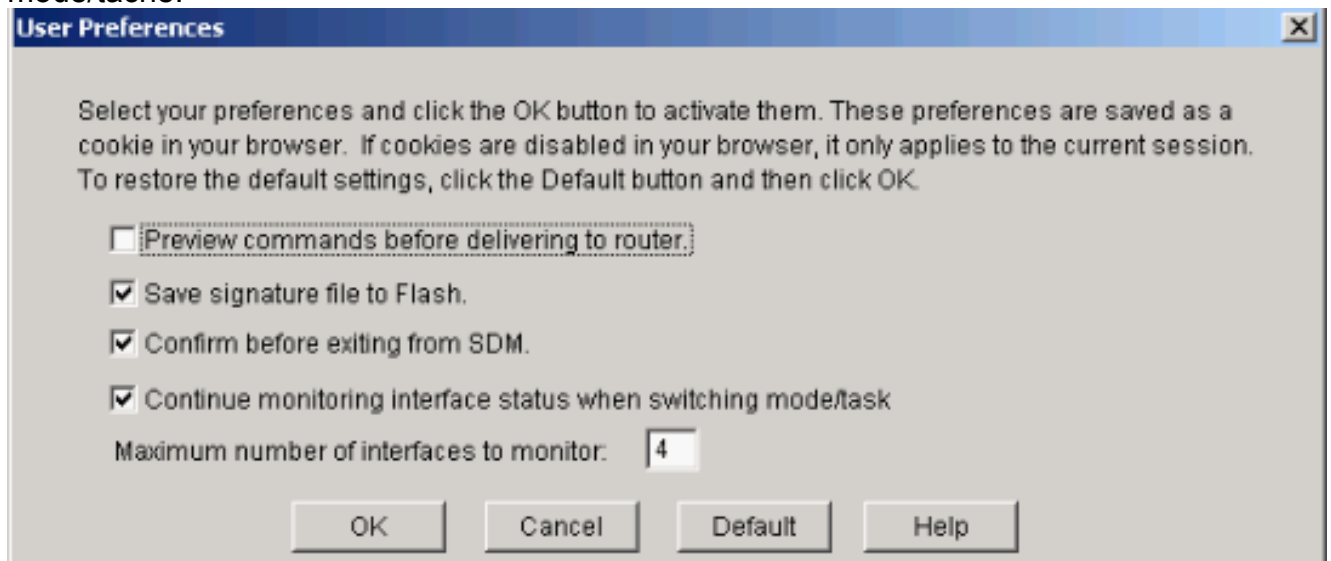 mode/tâche.
User Preferences
Select your preferences and click the OK button to activate them. These preferences are saved as a
cookie in your browser. If cookies are disabled in your browser, it only applies to the current session.
To restore the default settings, click the Default button and then click OK.
Preview commands before delivering to router.
Save signature file to Flash.
Confirm before exiting from SDM.
Continue monitoring interface status when switching mode/task
Maximum number of interfaces to monitor: 4
OK Cancel Default Help